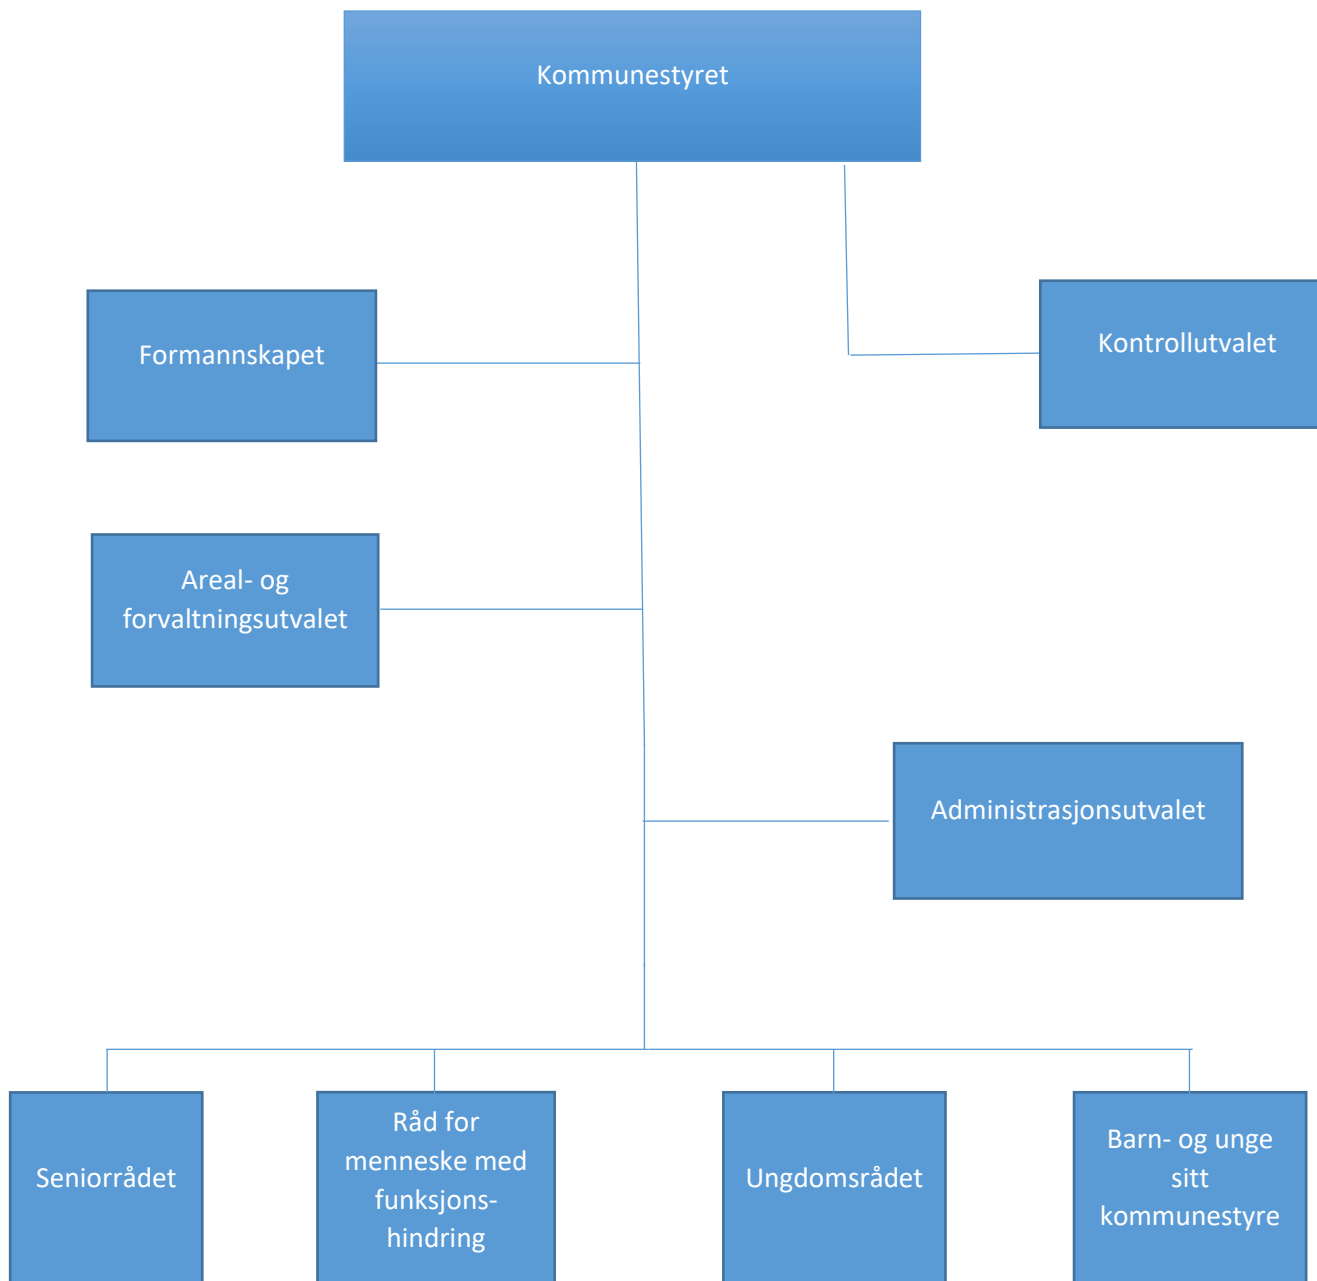 Kommunestyret
Formannskapet
Kontrollutvalet
Areal- og
forvaltningsutvalet
Administrasjonsutvalet
Seniorrådet
Råd for
menneske med
funksjons-
hindring
Ungdomsrådet
Barn- og unge
sitt
kommunestyre